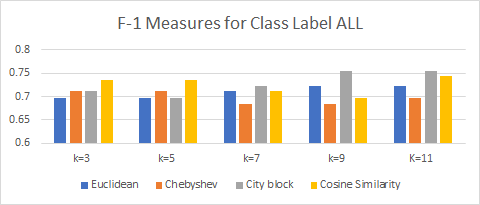 F-1 Measures for Class Label ALL
0.8
0.75
0.7
0.65
0.6
k=3 k=5 k=7 k=9 K=11
Euclidean Chebyshev City block Cosine Similarity